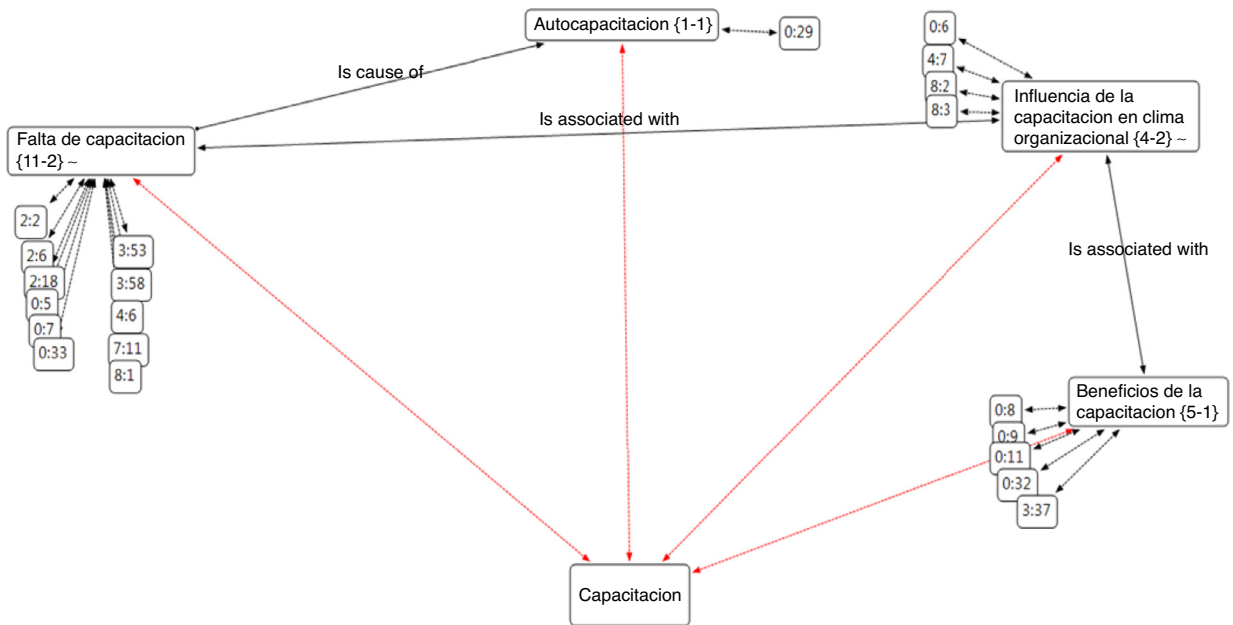 Autocapacitacion {1-1}
0:29
0:6
4:7
8:2
8:3
Influencia de la
capacitacion en clima
organizacional {4-2} ~
Is cause of
Is associated with
Falta de capacitacion
{11-2} ~
2:2
2:6
2:18
0:5
0:7
0:33
3:53
3:58
4:6
7:11
8:1
Is associated with
Beneficios de la
capacitacion {5-1}
0:8
0:9
0:11
0:32
3:37
Capacitacion